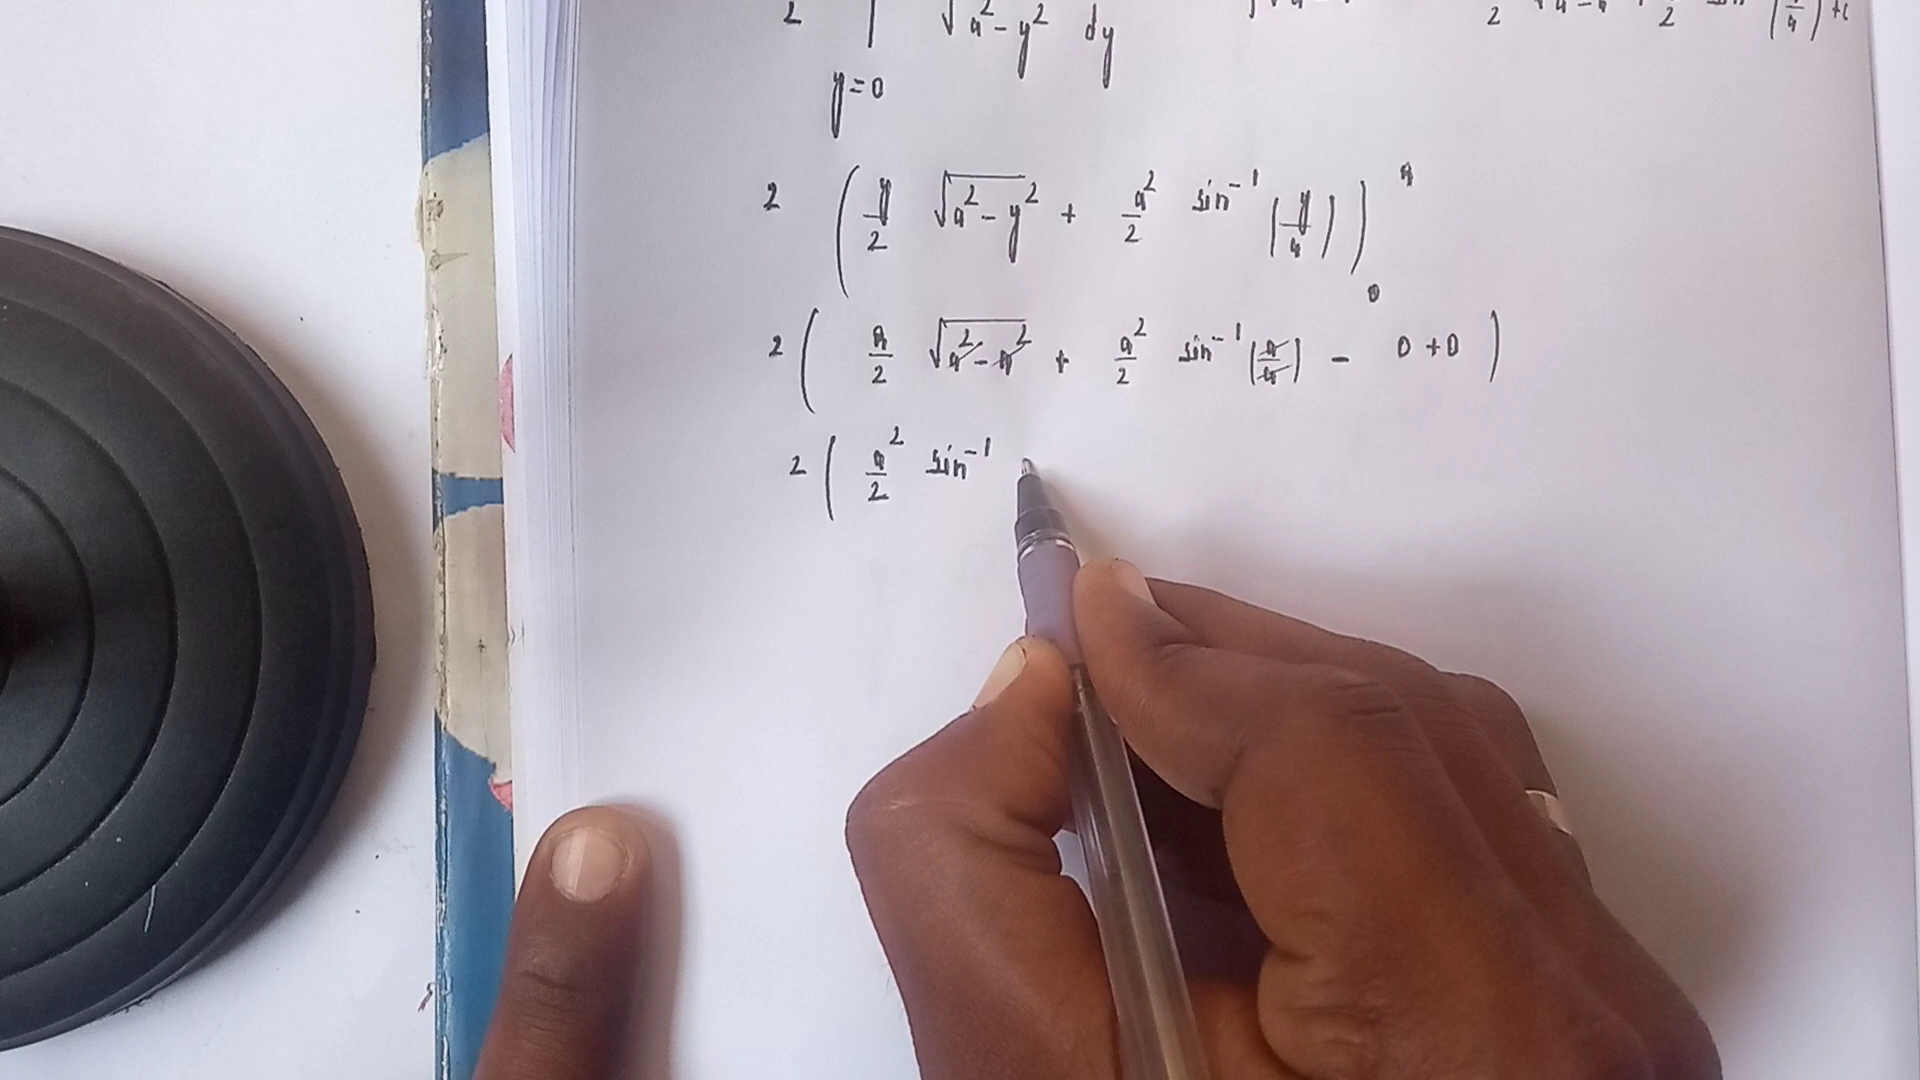 2 ∫ √a²-y² dy
y=0
2 ( y/2 √a²-y² + a²/2 sin⁻¹ (y/a) )₀ᵃ
2 ( a/2 √a²-a² + a²/2 sin⁻¹ (a/a) - 0+0 )
2 ( a²/2 sin⁻¹